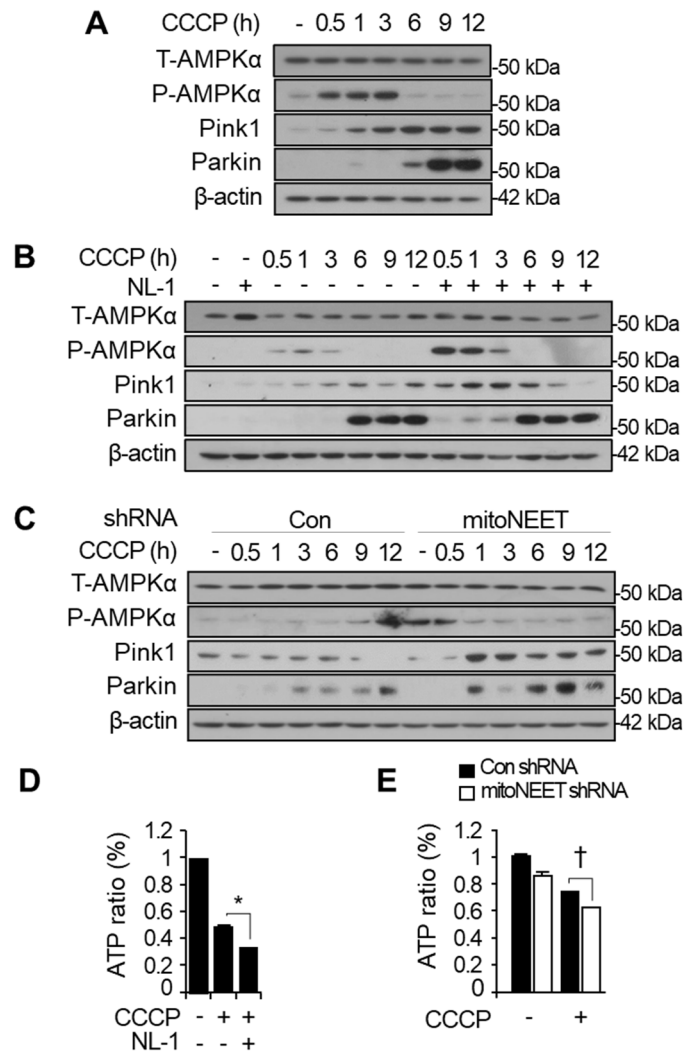 A
CCCP (h) - 0.5 1 3 6 9 12
T-AMPKα -50 kDa
P-AMPKα -50 kDa
Pink1 -50 kDa
Parkin -50 kDa
β-actin -42 kDa
B
CCCP (h) - - 0.5 1 3 6 9 12 0.5 1 3 6 9 12
NL-1 - + - - - - - - + + + + + +
T-AMPKα -50 kDa
P-AMPKα -50 kDa
Pink1 -50 kDa
Parkin -50 kDa
β-actin -42 kDa
C
shRNA Con mitoNEET
CCCP (h) - 0.5 1 3 6 9 12 - 0.5 1 3 6 9 12
T-AMPKα -50 kDa
P-AMPKα -50 kDa
Pink1 -50 kDa
Parkin -50 kDa
β-actin -42 kDa
D
ATP ratio (%)
1.2
1
0.8
0.6
0.4
0.2
0
*
CCCP - + +
NL-1 - - +
E
Con shRNA
mitoNEET shRNA
ATP ratio (%)
1.2
1
0.8
0.6
0.4
0.2
0
†
CCCP - +